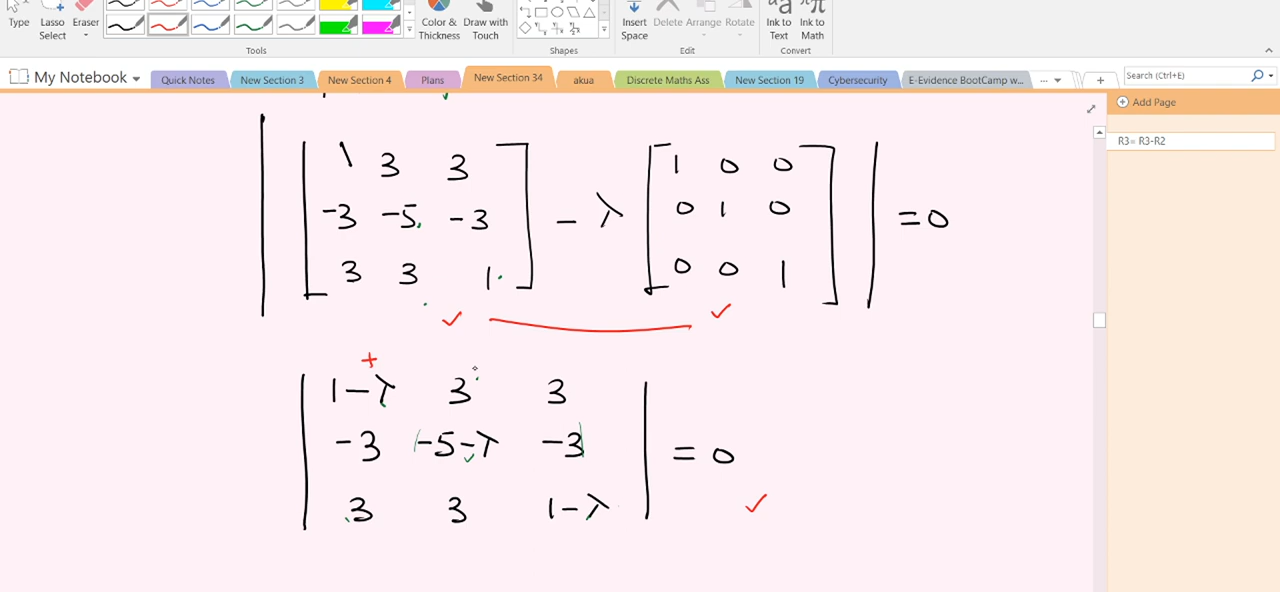 Type Lasso Select Eraser Color & Thickness Draw with Touch Insert Space Delete Arrange Rotate Ink to Text Ink to Math
Tools Shapes Edit Convert
My Notebook Quick Notes New Section 3 New Section 4 Plans New Section 34 akua Discrete Maths Ass New Section 19 Cybersecurity E-Evidence BootCamp w... ... + Search (Ctrl+E)
Add Page
R3= R3-R2
1 3 3 1 0 0
-3 -5 -3 - λ 0 1 0 = 0
3 3 1 0 0 1
+
1-λ 3 3
-3 -5-λ -3 = 0
3 3 1-λ